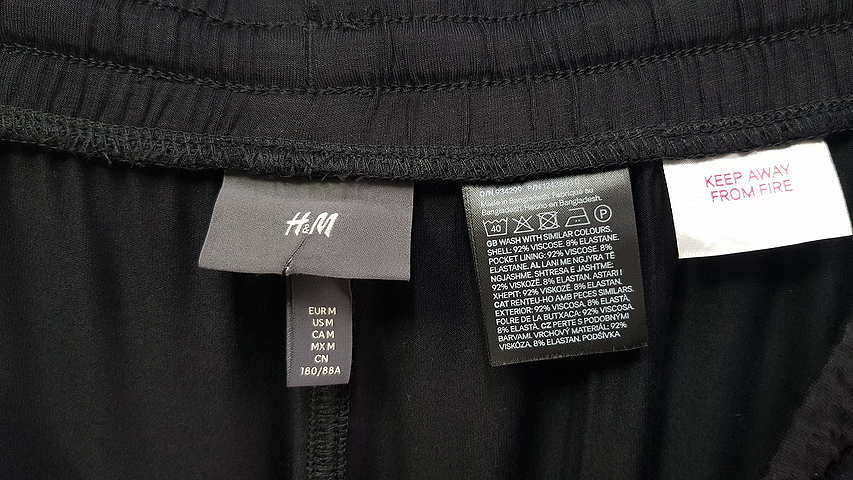 H&M
EUR M
US M
CA M
MX M
CN
180/88A
Made in Bangladesh. Fabriqué au
Bangladesh. Hecho en Bangladesh.
40
P
GB WASH WITH SIMILAR COLOURS.
SHELL: 92% VISCOSE. 8% ELASTANE.
POCKET LINING: 92% VISCOSE. 8%
ELASTANE. AL LANI ME NGJYRA TË
NGJASHME. SHTRESA E JASHTME:
92% VISKOZË. 8% ELASTAN. ASTARI I
XHEPIT: 92% VISKOZË. 8% ELASTAN.
CAT RENTEU-HO AMB PECES SIMILARS.
EXTERIOR: 92% VISCOSA. 8% ELASTÀ.
FOLRE DE LA BUTXACA: 92% VISCOSA.
8% ELASTÀ. CZ PERTE S PODOBNÝMI
BARVAMI. VRCHOVÝ MATERIÁL: 92%
VISKÓZA. 8% ELASTAN. PODŠÍVKA
KEEP AWAY
FROM FIRE